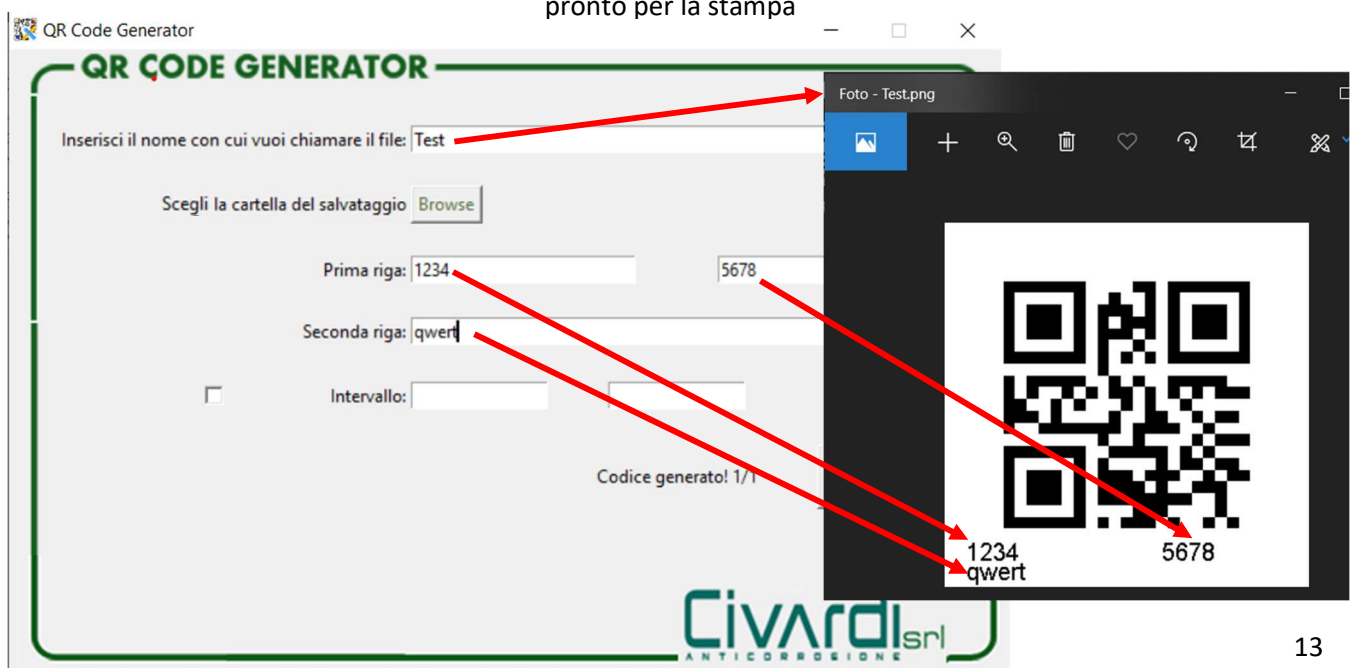 pronto per la stampa
QR Code Generator
QR CODE GENERATOR
Foto - Test.png
Inserisci il nome con cui vuoi chiamare il file: Test
Scegli la cartella del salvataggio Browse
Prima riga: 1234 5678
Seconda riga: qwert
Intervallo:
Codice generato! 1/1
1234 5678
qwert
Civardi srl
ANTICORROSIONE
13